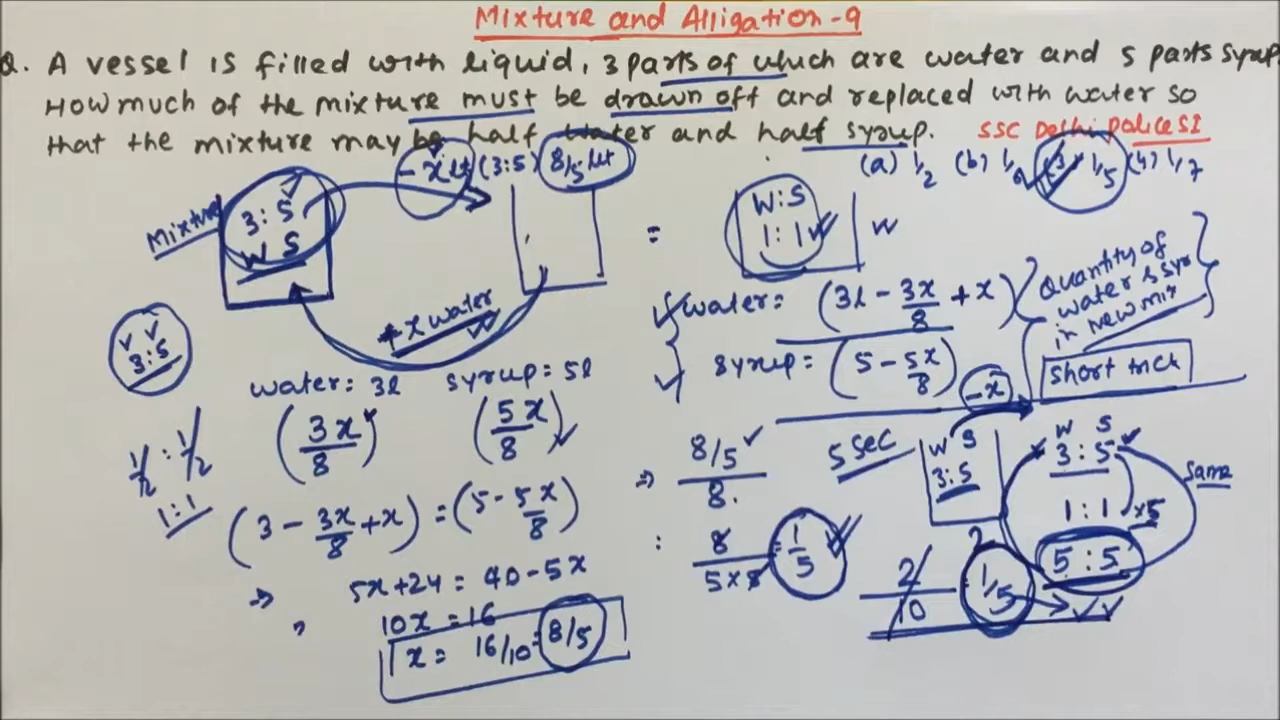 Mixture and Alligation-9
Q. A vessel is filled with liquid, 3 parts of which are water and 5 parts syrup.
How much of the mixture must be drawn off and replaced with water so
that the mixture may be half water and half syrup. SSC Delhi Police SI
(a) 1/2 (b) 1/9 1/5 (4) 1/7
-x Lt (3:5) 8/5 Lit
Mixture
3:5
W S
=
W:S
1:1
W
+ x water
water = (3l - 3x/8 + x)
Quantity of
water & syr
in new mix
3:5
syrup = (5 - 5x/8)
short trick
water = 3l syrup = 5l
(3x/8) (5x/8)
1/2 : 1/2
1:1
(3 - 3x/8 + x) = (5 - 5x/8)
⇒ 5x+24 = 40-5x
10x = 16
x = 16/10 = 8/5
⇒ 8/5 / 8
: 8 / 5x8 = 1/5
5 sec
-x
W S
3:5
W S
3:5
Same
1:1 x5
5:5
2
2/10 = 1/5